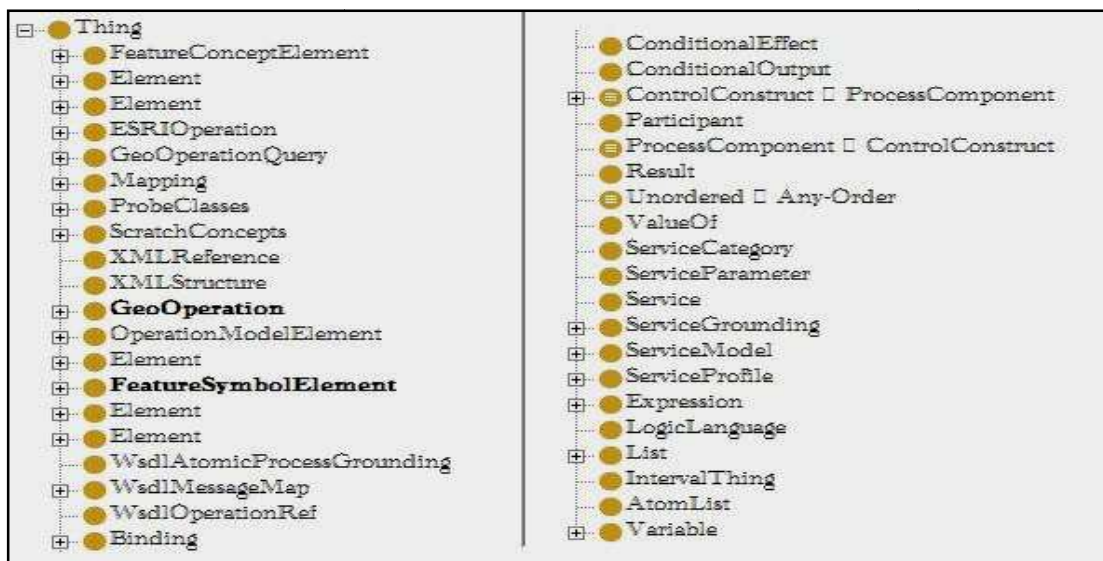 Thing
FeatureConceptElement
Element
Element
ESRIOperation
GeoOperationQuery
Mapping
ProbeClasses
ScratchConcepts
XMLReference
XMLStructure
GeoOperation
OperationModelElement
Element
FeatureSymbolElement
Element
Element
WsdlAtomicProcessGrounding
WsdlMessageMap
WsdlOperationRef
Binding
ConditionalEffect
ConditionalOutput
ControlConstruct ▯ ProcessComponent
Participant
ProcessComponent ▯ ControlConstruct
Result
Unordered ▯ Any-Order
ValueOf
ServiceCategory
ServiceParameter
Service
ServiceGrounding
ServiceModel
ServiceProfile
Expression
LogicLanguage
List
IntervalThing
AtomList
Variable